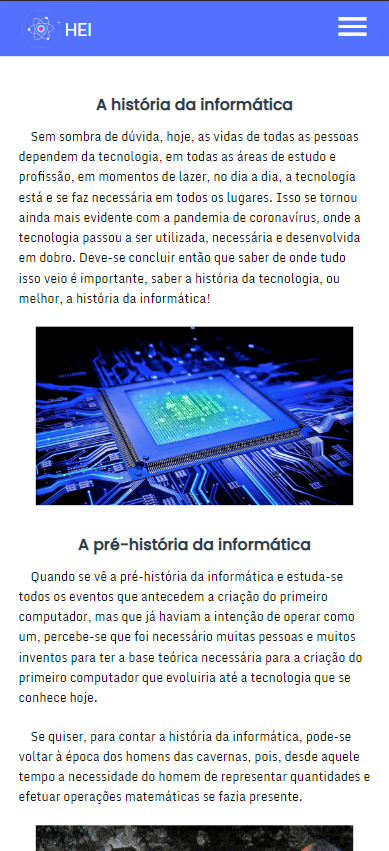 HEI
A história da informática
Sem sombra de dúvida, hoje, as vidas de todas as pessoas
dependem da tecnologia, em todas as áreas de estudo e
profissão, em momentos de lazer, no dia a dia, a tecnologia
está e se faz necessária em todos os lugares. Isso se tornou
ainda mais evidente com a pandemia de coronavírus, onde a
tecnologia passou a ser utilizada, necessária e desenvolvida
em dobro. Deve-se concluir então que saber de onde tudo
isso veio é importante, saber a história da tecnologia, ou
melhor, a história da informática!
A pré-história da informática
Quando se vê a pré-história da informática e estuda-se
todos os eventos que antecedem a criação do primeiro
computador, mas que já haviam a intenção de operar como
um, percebe-se que foi necessário muitas pessoas e muitos
inventos para ter a base teórica necessária para a criação do
primeiro computador que evoluiria até a tecnologia que se
conhece hoje.
Se quiser, para contar a história da informática, pode-se
voltar à época dos homens das cavernas, pois, desde aquele
tempo a necessidade do homem de representar quantidades e
efetuar operações matemáticas se fazia presente.